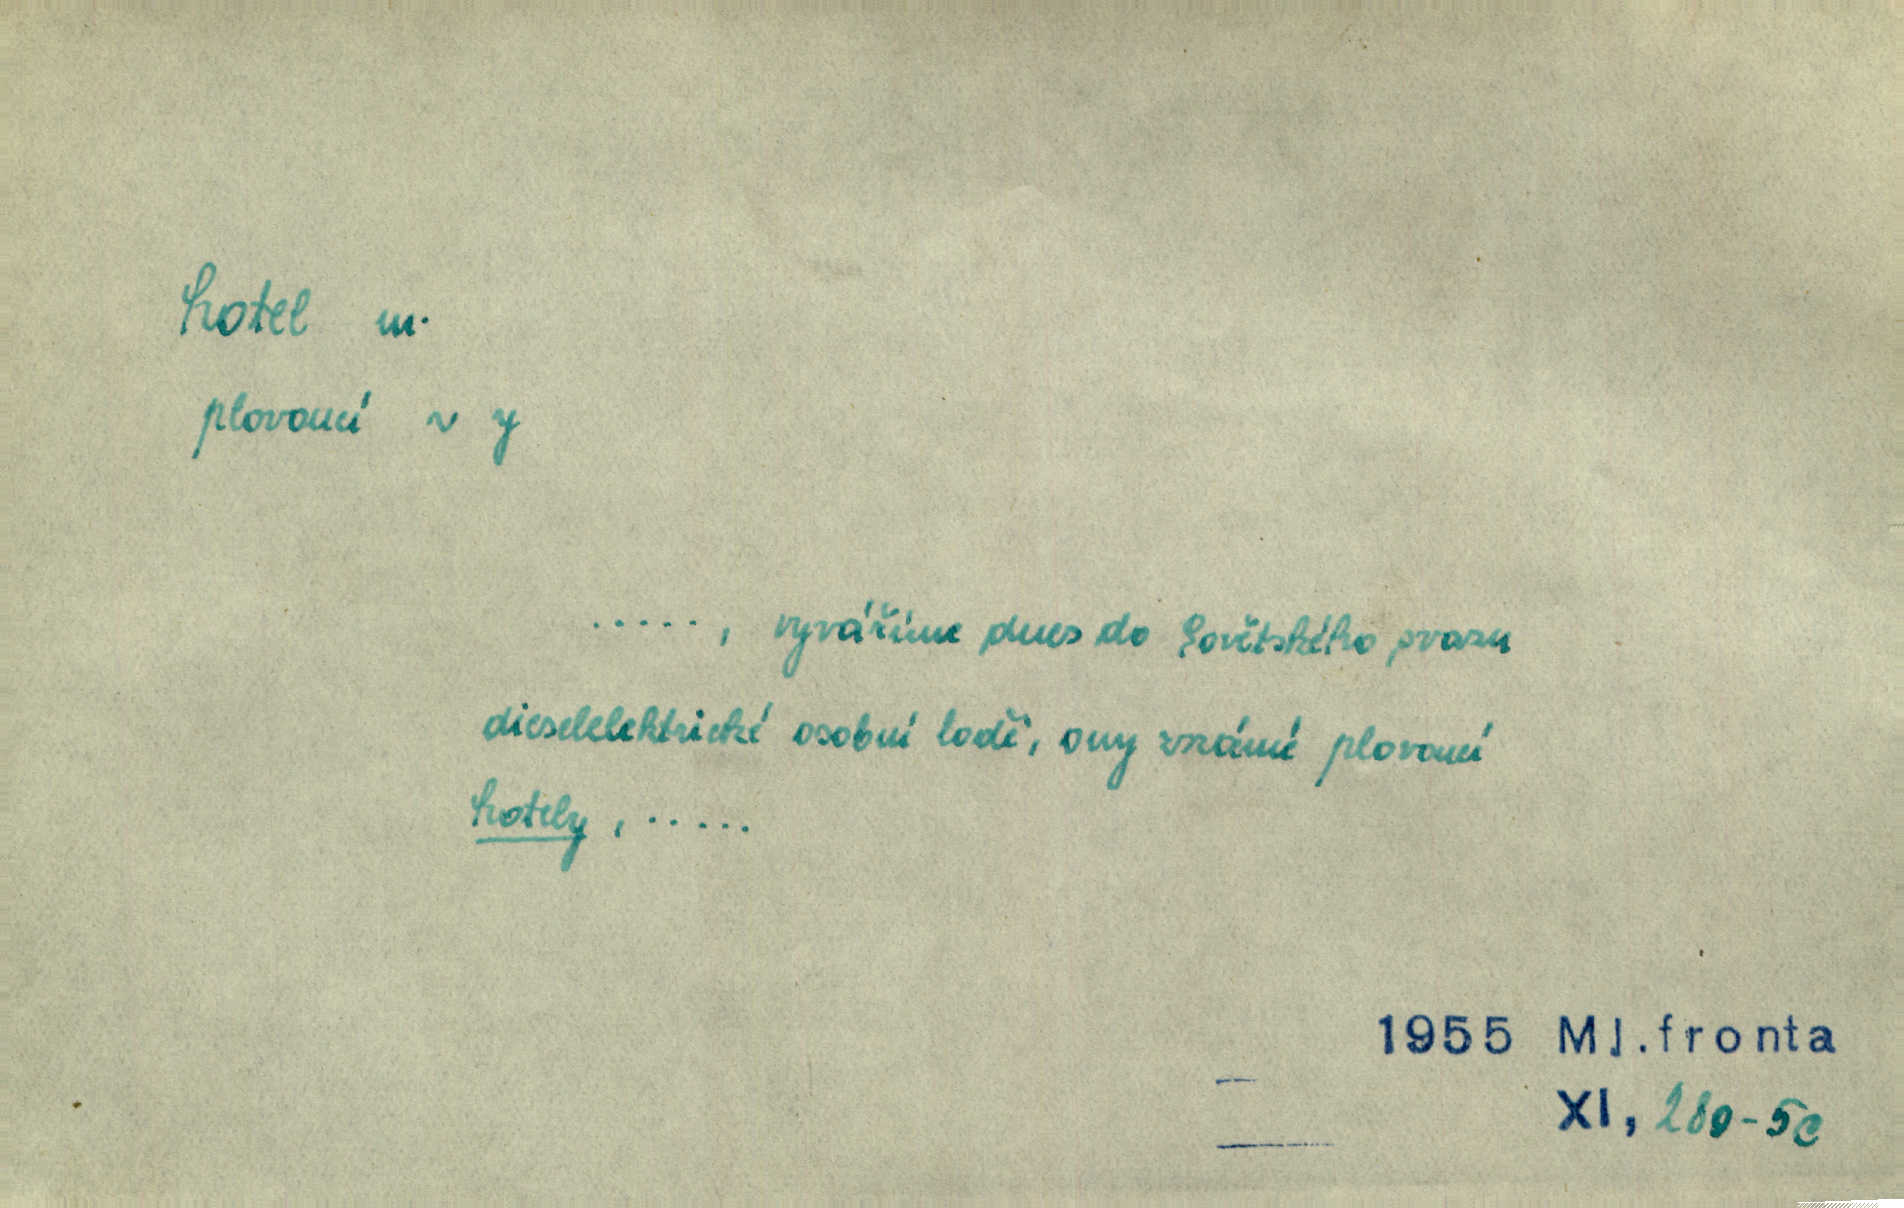 hotel m.
plovoucí ~ y
....., vyvážíme dnes do Sovětského svazu
dieselelektrické osobní lodě, ony známé plovoucí
hotely, .....
1955 Ml.fronta
XI, 280-5c